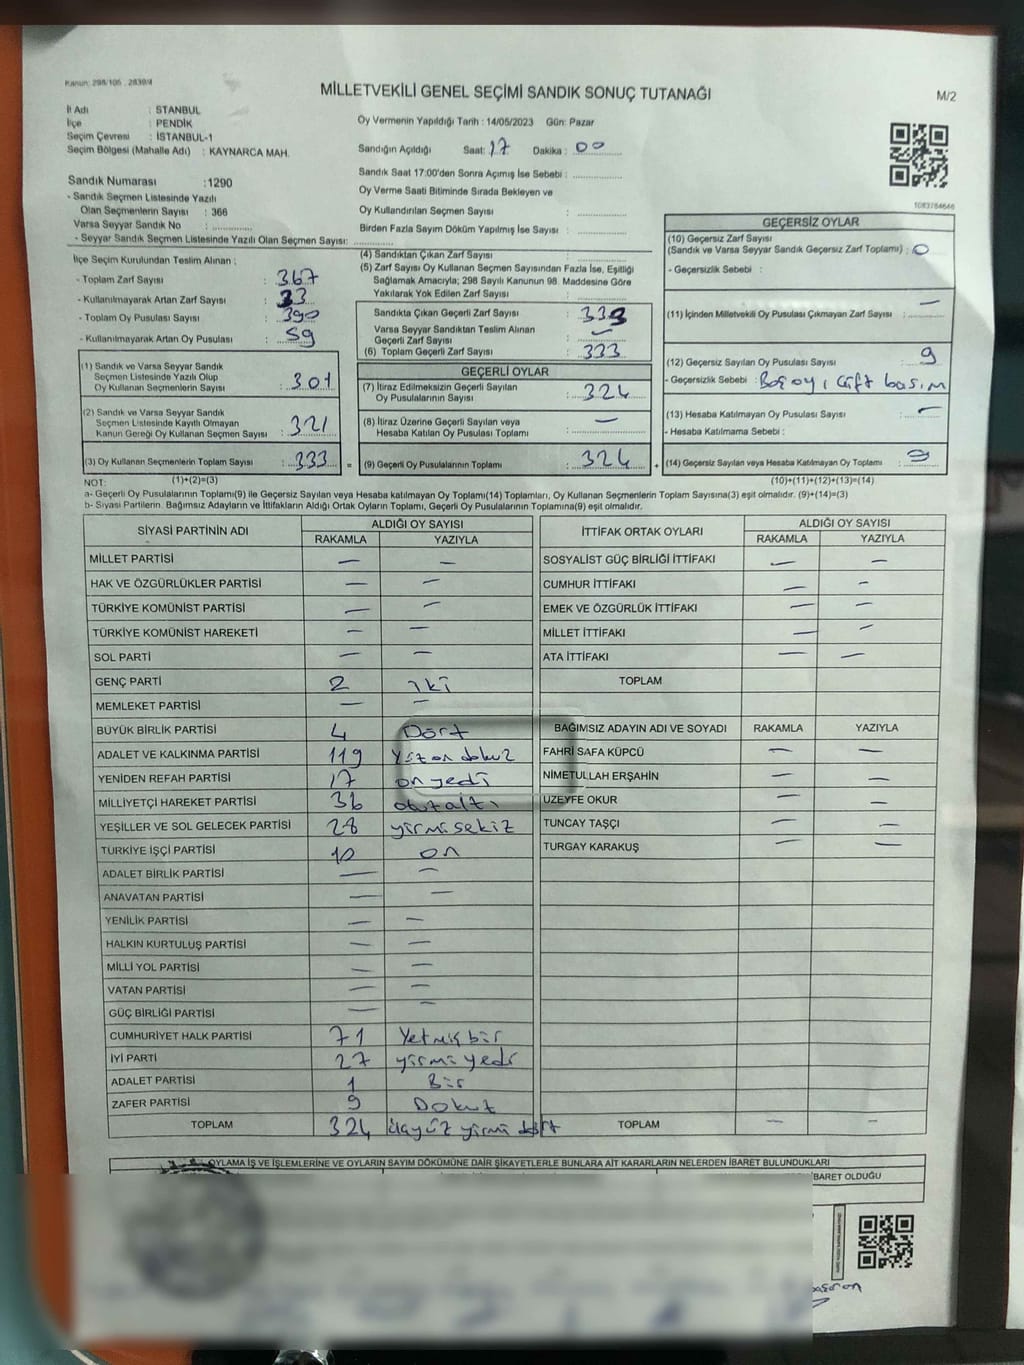 Kanun: 298/105 , 2839/4
MİLLETVEKİLİ GENEL SEÇİMİ SANDIK SONUÇ TUTANAĞI
M/2
İl Adı : STANBUL
İlçe : PENDİK
Seçim Çevresi : İSTANBUL-1
Seçim Bölgesi (Mahalle Adı) : KAYNARCA MAH.
Oy Vermenin Yapıldığı Tarih : 14/05/2023 Gün: Pazar
Sandığın Açıldığı Saat: 17 Dakika : 00
Sandık Saat 17:00'den Sonra Açımış İse Sebebi :
Oy Verme Saati Bitiminde Sırada Bekleyen ve
Oy Kullandırılan Seçmen Sayısı :
Birden Fazla Sayım Döküm Yapılmış İse Sayısı :
Sandık Numarası : 1290
- Sandık Seçmen Listesinde Yazılı
Olan Seçmenlerin Sayısı : 366
Varsa Seyyar Sandık No :
- Seyyar Sandık Seçmen Listesinde Yazılı Olan Seçmen Sayısı:
1083764646
İlçe Seçim Kurulundan Teslim Alınan :
- Toplam Zarf Sayısı : 367
- Kullanılmayarak Artan Zarf Sayısı : 33
- Toplam Oy Pusulası Sayısı : 390
- Kullanılmayarak Artan Oy Pusulası : 59
(1) Sandık ve Varsa Seyyar Sandık
Seçmen Listesinde Yazılı Olup
Oy Kullanan Seçmenlerin Sayısı : 301
(2) Sandık ve Varsa Seyyar Sandık
Seçmen Listesinde Kayıtlı Olmayan
Kanun Gereği Oy Kullanan Seçmen Sayısı : 321
(3) Oy Kullanan Seçmenlerin Toplam Sayısı : 333
(4) Sandıktan Çıkan Zarf Sayısı :
(5) Zarf Sayısı Oy Kullanan Seçmen Sayısından Fazla İse, Eşitliği
Sağlamak Amacıyla; 298 Sayılı Kanunun 98. Maddesine Göre
Yakılarak Yok Edilen Zarf Sayısı :
Sandıkta Çıkan Geçerli Zarf Sayısı : 333
Varsa Seyyar Sandıktan Teslim Alınan
Geçerli Zarf Sayısı : —
(6) Toplam Geçerli Zarf Sayısı : 333
GEÇERLİ OYLAR
(7) İtiraz Edilmeksizin Geçerli Sayılan
Oy Pusulalarının Sayısı : 324
(8) İtiraz Üzerine Geçerli Sayılan veya
Hesaba Katılan Oy Pusulası Toplamı : —
= (9) Geçerli Oy Pusulalarının Toplamı : 324
GEÇERSİZ OYLAR
(10) Geçersiz Zarf Sayısı
(Sandık ve Varsa Seyyar Sandık Geçersiz Zarf Toplamı) : 0
- Geçersizlik Sebebi :
(11) İçinden Milletvekili Oy Pusulası Çıkmayan Zarf Sayısı : —
(12) Geçersiz Sayılan Oy Pusulası Sayısı : 9
- Geçersizlik Sebebi : Boş oy, Çift basım
(13) Hesaba Katılmayan Oy Pusulası Sayısı : —
- Hesaba Katılmama Sebebi :
+ (14) Geçersiz Sayılan veya Hesaba Katılmayan Oy Toplamı : 9
NOT: (1)+(2)=(3)
(10)+(11)+(12)+(13)=(14)
a- Geçerli Oy Pusulalarının Toplamı(9) ile Geçersiz Sayılan veya Hesaba katılmayan Oy Toplamı(14) Toplamları, Oy Kullanan Seçmenlerin Toplam Sayısına(3) eşit olmalıdır. (9)+(14)=(3)
b- Siyasi Partilerin. Bağımsız Adayların ve İttifakların Aldığı Ortak Oyların Toplamı, Geçerli Oy Pusulalarının Toplamına(9) eşit olmalıdır.
SİYASİ PARTİNİN ADI ALDIĞI OY SAYISI
RAKAMLA YAZIYLA
MİLLET PARTİSİ — —
HAK VE ÖZGÜRLÜKLER PARTİSİ — —
TÜRKİYE KOMÜNİST PARTİSİ — —
TÜRKİYE KOMÜNİST HAREKETİ — —
SOL PARTİ — —
GENÇ PARTİ 2 iki
MEMLEKET PARTİSİ — —
BÜYÜK BİRLİK PARTİSİ 4 Dört
ADALET VE KALKINMA PARTİSİ 119 Yüzondokuz
YENİDEN REFAH PARTİSİ 17 onyedi
MİLLİYETÇİ HAREKET PARTİSİ 36 otuzaltı
YEŞİLLER VE SOL GELECEK PARTİSİ 28 yirmisekiz
TÜRKİYE İŞÇİ PARTİSİ 10 on
ADALET BİRLİK PARTİSİ — —
ANAVATAN PARTİSİ — —
YENİLİK PARTİSİ — —
HALKIN KURTULUŞ PARTİSİ — —
MİLLİ YOL PARTİSİ — —
VATAN PARTİSİ — —
GÜÇ BİRLİĞİ PARTİSİ — —
CUMHURİYET HALK PARTİSİ 71 Yetmişbir
İYİ PARTİ 27 yirmi yedi
ADALET PARTİSİ 1 Bir
ZAFER PARTİSİ 9 Dokuz
TOPLAM 324 üçyüz yirmi dört
İTTİFAK ORTAK OYLARI ALDIĞI OY SAYISI
RAKAMLA YAZIYLA
SOSYALİST GÜÇ BİRLİĞİ İTTİFAKI — —
CUMHUR İTTİFAKI — —
EMEK VE ÖZGÜRLÜK İTTİFAKI — —
MİLLET İTTİFAKI — —
ATA İTTİFAKI — —
TOPLAM
BAĞIMSIZ ADAYIN ADI VE SOYADI RAKAMLA YAZIYLA
FAHRİ SAFA KÜPCÜ — —
NİMETULLAH ERŞAHİN — —
UZEYFE OKUR — —
TUNCAY TAŞÇI — —
TURGAY KARAKUŞ — —
TOPLAM — —
OYLAMA İŞ VE İŞLEMLERİNE VE OYLARIN SAYIM DÖKÜMÜNE DAİR ŞİKAYETLERLE BUNLARA AİT KARARLARIN NELERDEN İBARET BULUNDUKLARI
İBARET OLDUĞU